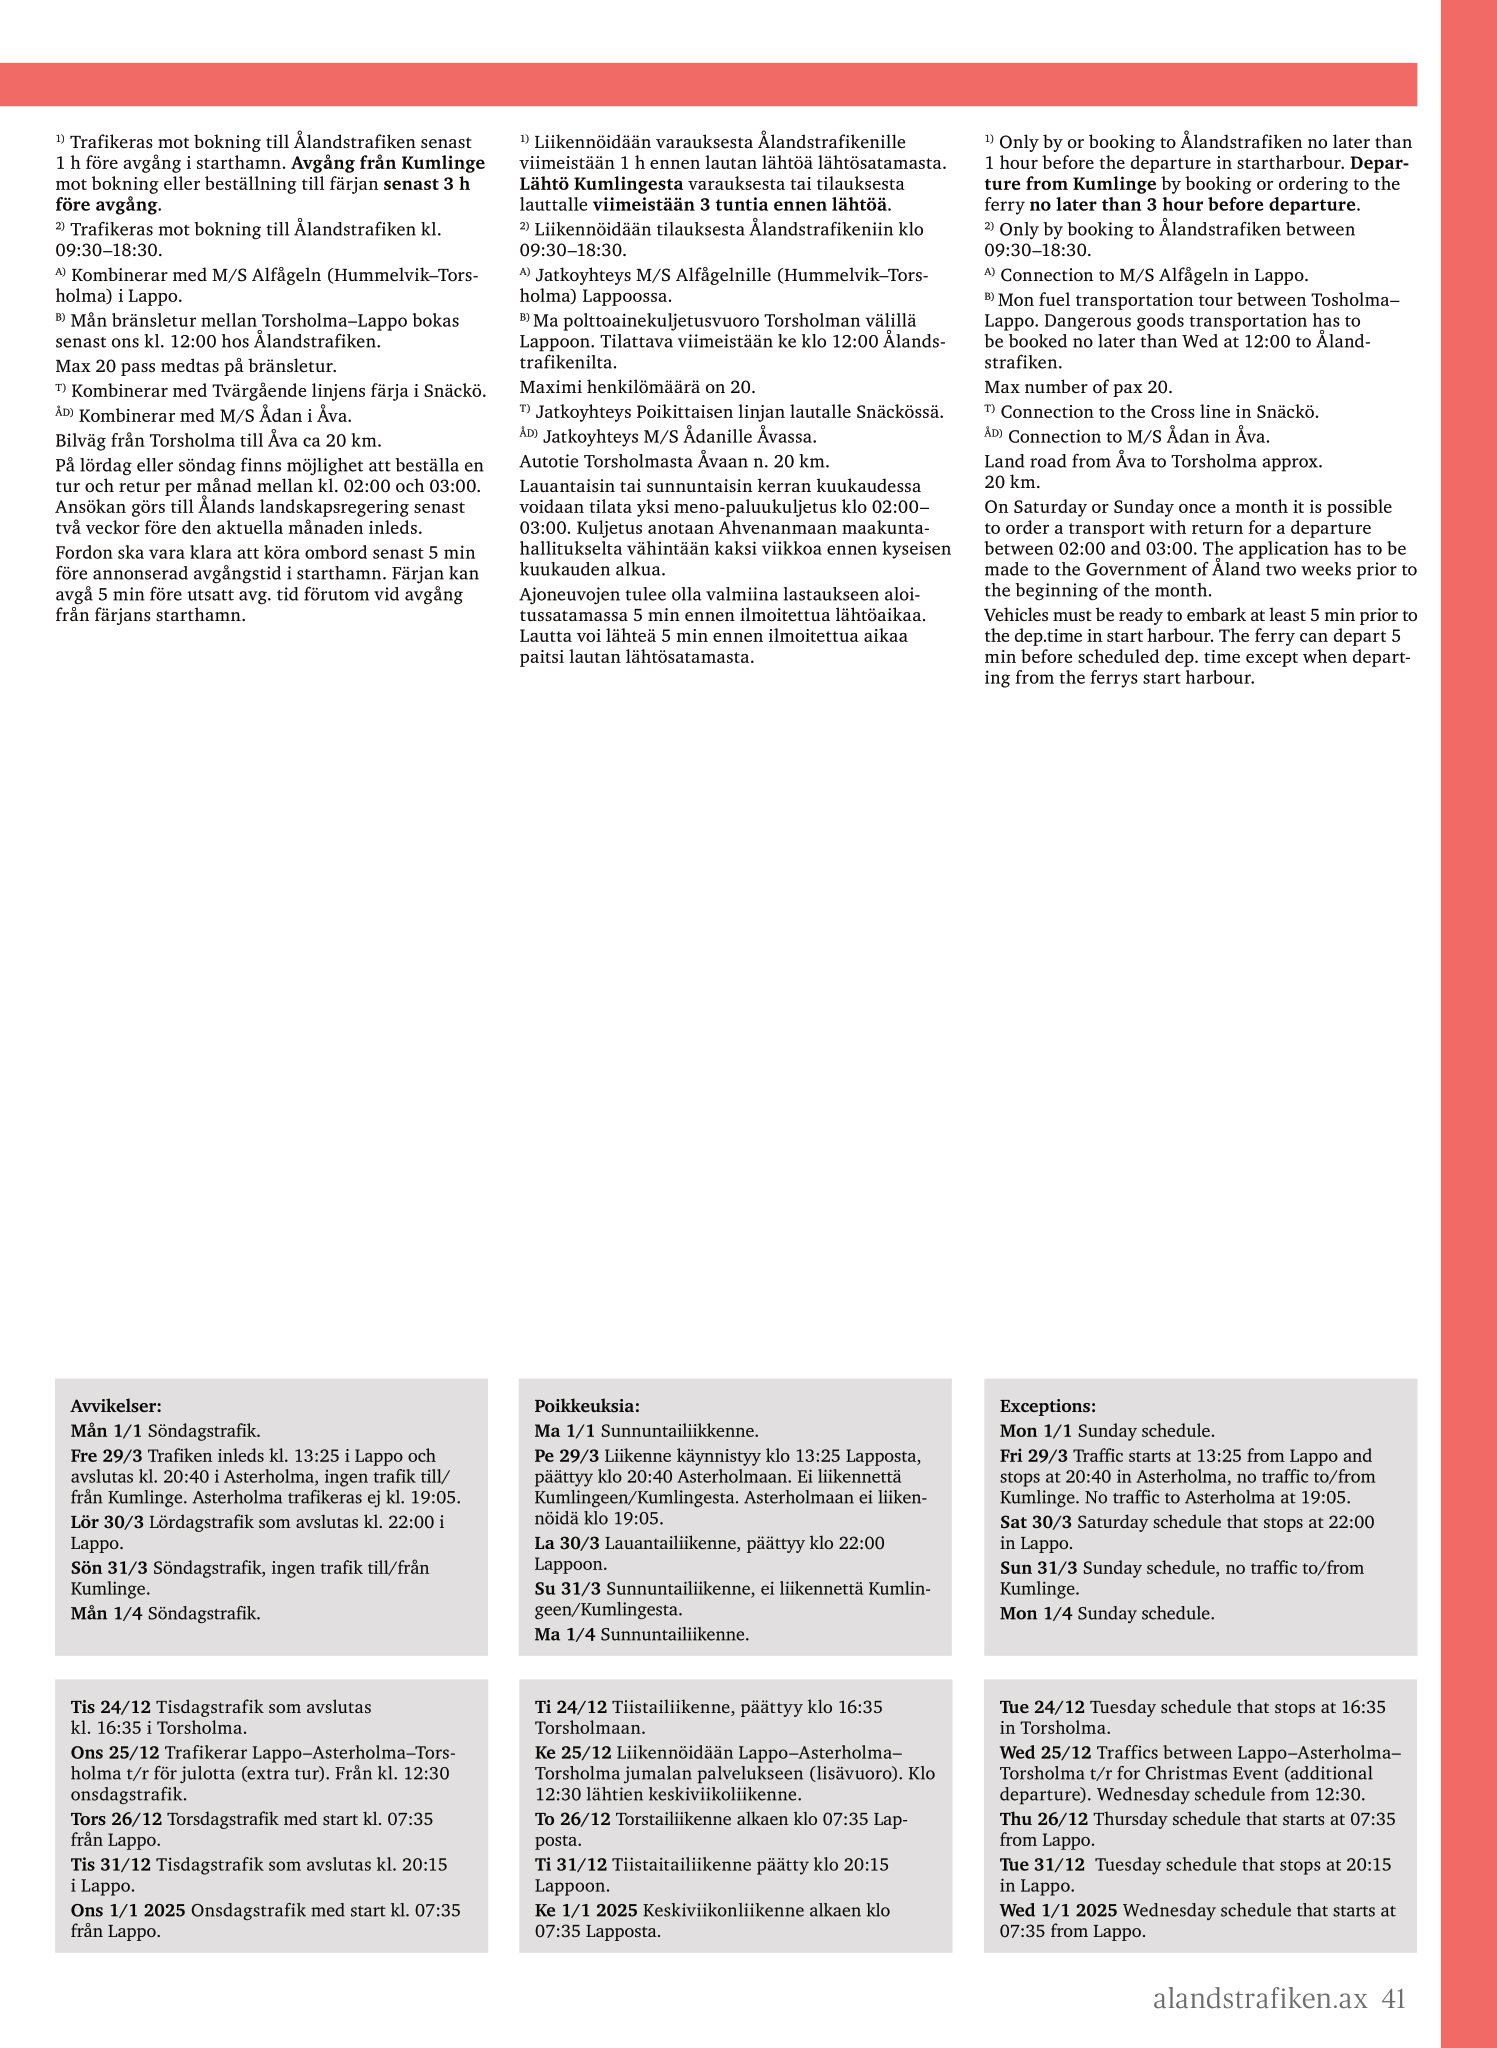 1) Trafikeras mot bokning till Ålandstrafiken senast
1 h före avgång i starthamn. Avgång från Kumlinge
mot bokning eller beställning till färjan senast 3 h
före avgång.
2) Trafikeras mot bokning till Ålandstrafiken kl.
09:30–18:30.
A) Kombinerar med M/S Alfågeln (Hummelvik–Tors-
holma) i Lappo.
B) Mån bränsletur mellan Torsholma–Lappo bokas
senast ons kl. 12:00 hos Ålandstrafiken.
Max 20 pass medtas på bränsletur.
T) Kombinerar med Tvärgående linjens färja i Snäckö.
ÅD) Kombinerar med M/S Ådan i Åva.
Bilväg från Torsholma till Åva ca 20 km.
På lördag eller söndag finns möjlighet att beställa en
tur och retur per månad mellan kl. 02:00 och 03:00.
Ansökan görs till Ålands landskapsregering senast
två veckor före den aktuella månaden inleds.
Fordon ska vara klara att köra ombord senast 5 min
före annonserad avgångstid i starthamn. Färjan kan
avgå 5 min före utsatt avg. tid förutom vid avgång
från färjans starthamn.
1) Liikennöidään varauksesta Ålandstrafikenille
viimeistään 1 h ennen lautan lähtöä lähtösatamasta.
Lähtö Kumlingesta varauksesta tai tilauksesta
lauttalle viimeistään 3 tuntia ennen lähtöä.
2) Liikennöidään tilauksesta Ålandstrafikeniin klo
09:30–18:30.
A) Jatkoyhteys M/S Alfågelnille (Hummelvik–Tors-
holma) Lappoossa.
B) Ma polttoainekuljetusvuoro Torsholman välillä
Lappoon. Tilattava viimeistään ke klo 12:00 Ålands-
trafikenilta.
Maximi henkilömäärä on 20.
T) Jatkoyhteys Poikittaisen linjan lautalle Snäckössä.
ÅD) Jatkoyhteys M/S Ådanille Åvassa.
Autotie Torsholmasta Åvaan n. 20 km.
Lauantaisin tai sunnuntaisin kerran kuukaudessa
voidaan tilata yksi meno-paluukuljetus klo 02:00–
03:00. Kuljetus anotaan Ahvenanmaan maakunta-
hallitukselta vähintään kaksi viikkoa ennen kyseisen
kuukauden alkua.
Ajoneuvojen tulee olla valmiina lastaukseen aloi-
tussatamassa 5 min ennen ilmoitettua lähtöaikaa.
Lautta voi lähteä 5 min ennen ilmoitettua aikaa
paitsi lautan lähtösatamasta.
1) Only by or booking to Ålandstrafiken no later than
1 hour before the departure in startharbour. Depar-
ture from Kumlinge by booking or ordering to the
ferry no later than 3 hour before departure.
2) Only by booking to Ålandstrafiken between
09:30–18:30.
A) Connection to M/S Alfågeln in Lappo.
B) Mon fuel transportation tour between Tosholma–
Lappo. Dangerous goods transportation has to
be booked no later than Wed at 12:00 to Åland-
strafiken.
Max number of pax 20.
T) Connection to the Cross line in Snäckö.
ÅD) Connection to M/S Ådan in Åva.
Land road from Åva to Torsholma approx.
20 km.
On Saturday or Sunday once a month it is possible
to order a transport with return for a departure
between 02:00 and 03:00. The application has to be
made to the Government of Åland two weeks prior to
the beginning of the month.
Vehicles must be ready to embark at least 5 min prior to
the dep.time in start harbour. The ferry can depart 5
min before scheduled dep. time except when depart-
ing from the ferrys start harbour.
Avvikelser:
Mån 1/1 Söndagstrafik.
Fre 29/3 Trafiken inleds kl. 13:25 i Lappo och
avslutas kl. 20:40 i Asterholma, ingen trafik till/
från Kumlinge. Asterholma trafikeras ej kl. 19:05.
Lör 30/3 Lördagstrafik som avslutas kl. 22:00 i
Lappo.
Sön 31/3 Söndagstrafik, ingen trafik till/från
Kumlinge.
Mån 1/4 Söndagstrafik.
Poikkeuksia:
Ma 1/1 Sunnuntailiikkenne.
Pe 29/3 Liikenne käynnistyy klo 13:25 Lapposta,
päättyy klo 20:40 Asterholmaan. Ei liikennettä
Kumlingeen/Kumlingesta. Asterholmaan ei liiken-
nöidä klo 19:05.
La 30/3 Lauantailiikenne, päättyy klo 22:00
Lappoon.
Su 31/3 Sunnuntailiikenne, ei liikennettä Kumlin-
geen/Kumlingesta.
Ma 1/4 Sunnuntailiikenne.
Exceptions:
Mon 1/1 Sunday schedule.
Fri 29/3 Traffic starts at 13:25 from Lappo and
stops at 20:40 in Asterholma, no traffic to/from
Kumlinge. No traffic to Asterholma at 19:05.
Sat 30/3 Saturday schedule that stops at 22:00
in Lappo.
Sun 31/3 Sunday schedule, no traffic to/from
Kumlinge.
Mon 1/4 Sunday schedule.
Tis 24/12 Tisdagstrafik som avslutas
kl. 16:35 i Torsholma.
Ons 25/12 Trafikerar Lappo–Asterholma–Tors-
holma t/r för julotta (extra tur). Från kl. 12:30
onsdagstrafik.
Tors 26/12 Torsdagstrafik med start kl. 07:35
från Lappo.
Tis 31/12 Tisdagstrafik som avslutas kl. 20:15
i Lappo.
Ons 1/1 2025 Onsdagstrafik med start kl. 07:35
från Lappo.
Ti 24/12 Tiistailiikenne, päättyy klo 16:35
Torsholmaan.
Ke 25/12 Liikennöidään Lappo–Asterholma–
Torsholma jumalan palvelukseen (lisävuoro). Klo
12:30 lähtien keskiviikoliikenne.
To 26/12 Torstailiikenne alkaen klo 07:35 Lap-
posta.
Ti 31/12 Tiistaitailiikenne päätty klo 20:15
Lappoon.
Ke 1/1 2025 Keskiviikonliikenne alkaen klo
07:35 Lapposta.
Tue 24/12 Tuesday schedule that stops at 16:35
in Torsholma.
Wed 25/12 Traffics between Lappo–Asterholma–
Torsholma t/r for Christmas Event (additional
departure). Wednesday schedule from 12:30.
Thu 26/12 Thursday schedule that starts at 07:35
from Lappo.
Tue 31/12 Tuesday schedule that stops at 20:15
in Lappo.
Wed 1/1 2025 Wednesday schedule that starts at
07:35 from Lappo.
alandstrafiken.ax 41